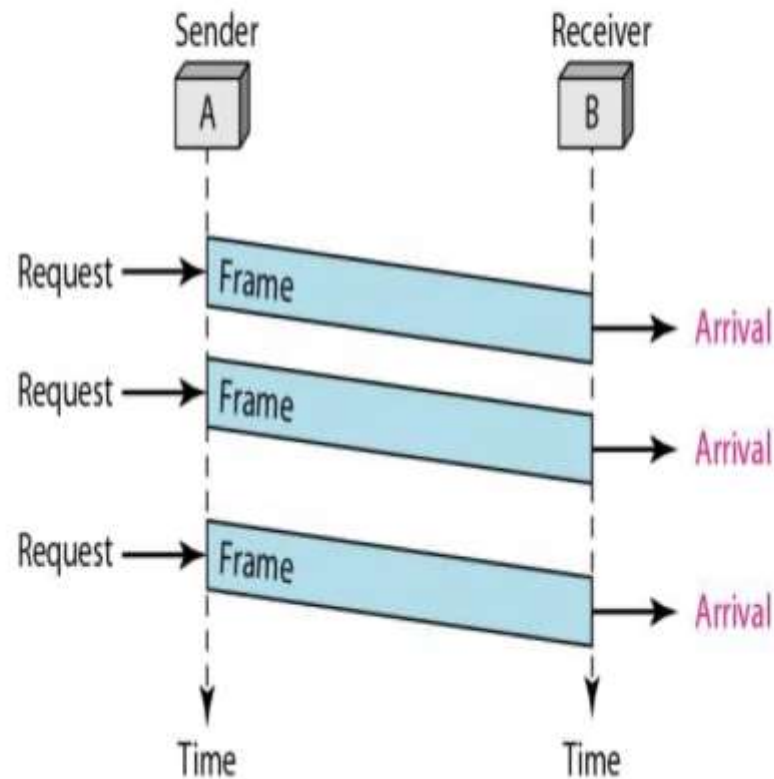 Sender Receiver
A B
Request Frame
Arrival
Request Frame
Arrival
Request Frame
Arrival
Time Time